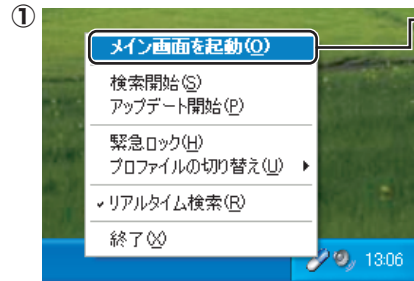 ①
メイン画面を起動(O)
検索開始(S)
アップデート開始(P)
緊急ロック(H)
プロファイルの切り替え(U)
リアルタイム検索(R)
終了(X)
13:06